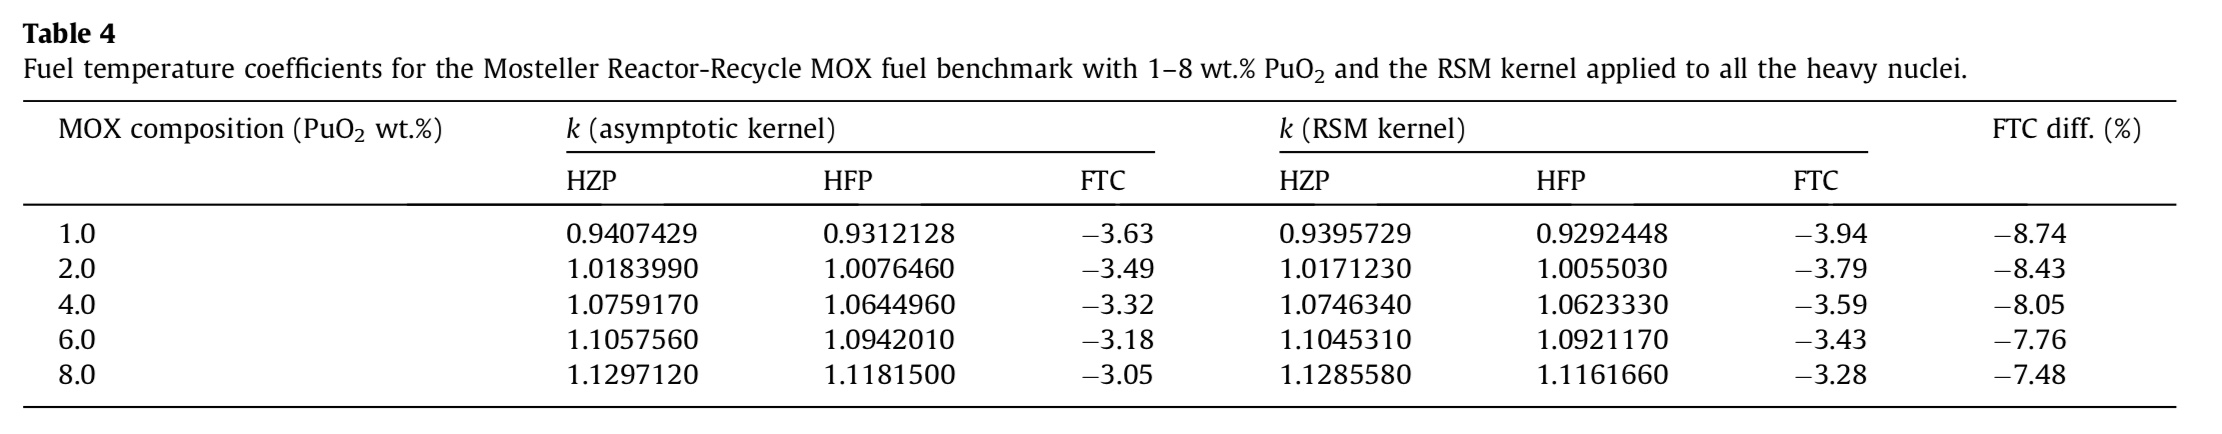 Table 4
Fuel temperature coefficients for the Mosteller Reactor-Recycle MOX fuel benchmark with 1–8 wt.% PuO₂ and the RSM kernel applied to all the heavy nuclei.
MOX composition (PuO₂ wt.%) k (asymptotic kernel) k (RSM kernel) FTC diff. (%)
HZP HFP FTC HZP HFP FTC
1.0 0.9407429 0.9312128 −3.63 0.9395729 0.9292448 −3.94 −8.74
2.0 1.0183990 1.0076460 −3.49 1.0171230 1.0055030 −3.79 −8.43
4.0 1.0759170 1.0644960 −3.32 1.0746340 1.0623330 −3.59 −8.05
6.0 1.1057560 1.0942010 −3.18 1.1045310 1.0921170 −3.43 −7.76
8.0 1.1297120 1.1181500 −3.05 1.1285580 1.1161660 −3.28 −7.48